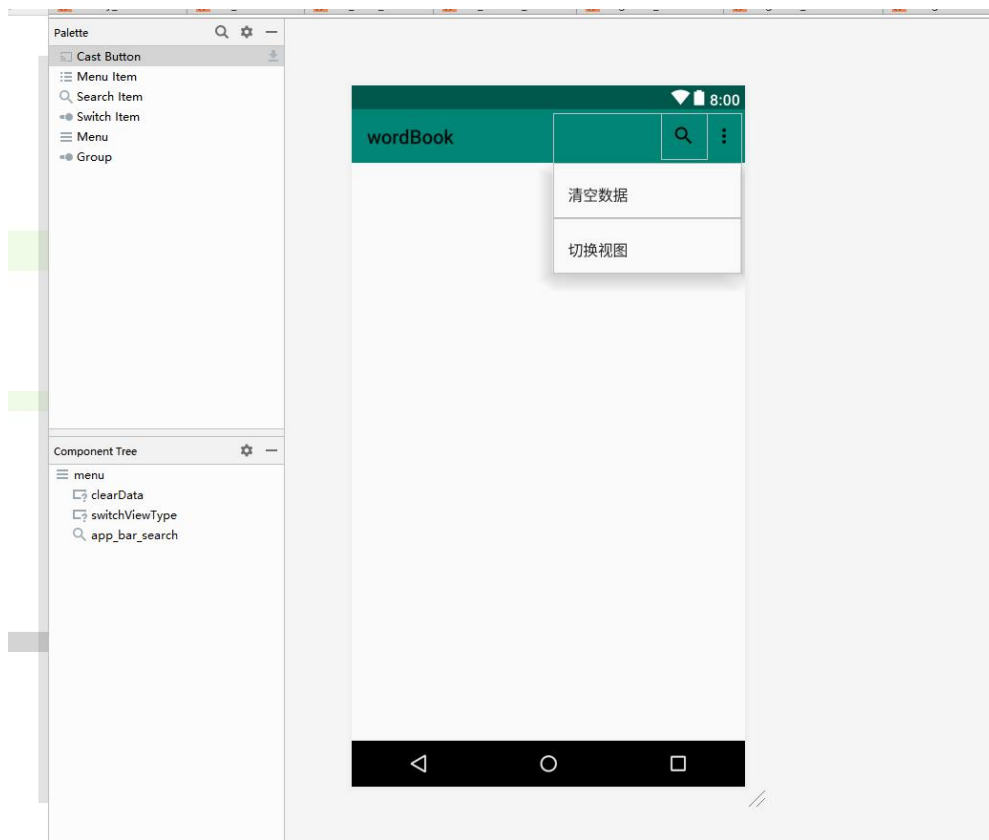 Palette
Cast Button
Menu Item
Search Item
Switch Item
Menu
Group
8:00
wordBook
清空数据
切换视图
Component Tree
menu
clearData
switchViewType
app_bar_search